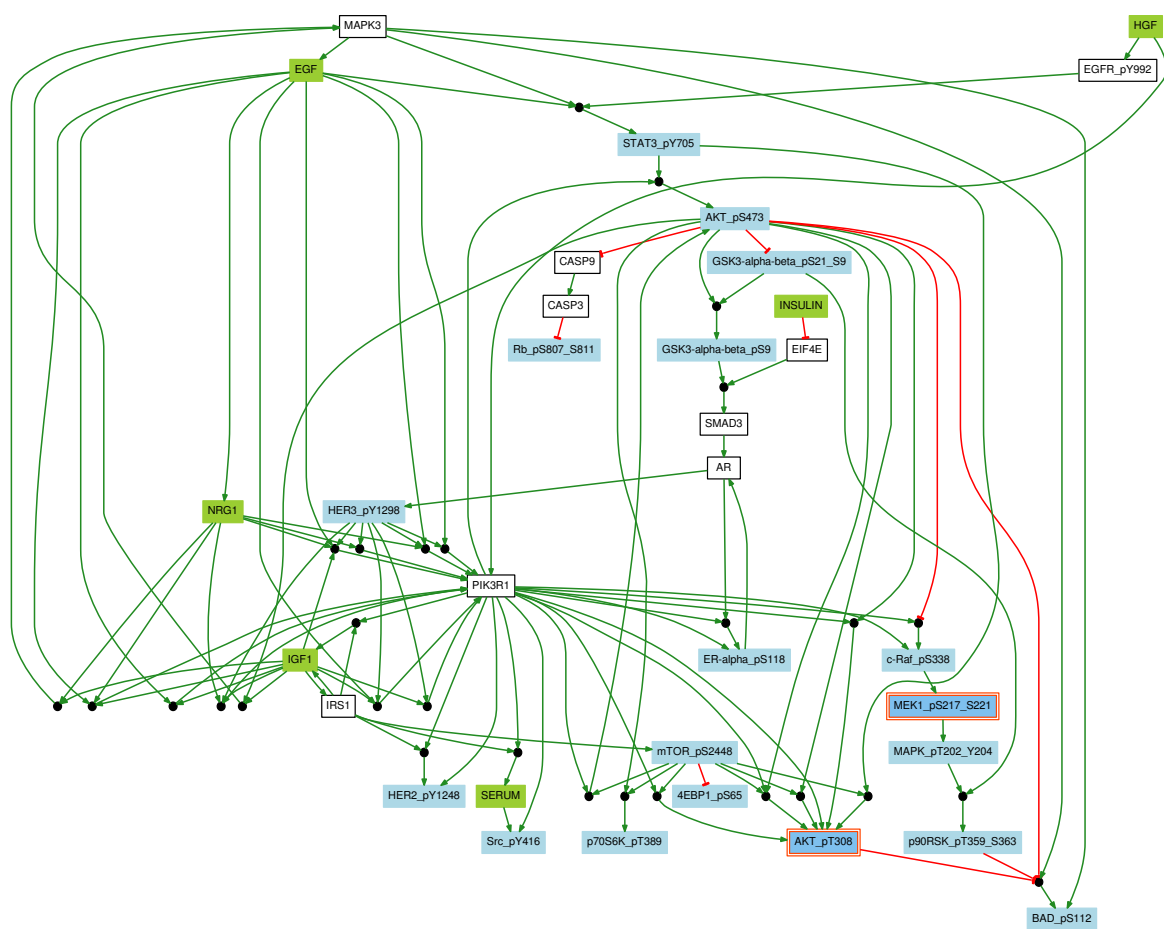 MAPK3
HGF
EGF
EGFR_pY992
STAT3_pY705
AKT_pS473
CASP9
GSK3-alpha-beta_pS21_S9
CASP3
INSULIN
Rb_pS807_S811
GSK3-alpha-beta_pS9
EIF4E
SMAD3
AR
NRG1
HER3_pY1298
PIK3R1
IGF1
ER-alpha_pS118
c-Raf_pS338
IRS1
MEK1_pS217_S221
mTOR_pS2448
MAPK_pT202_Y204
HER2_pY1248
SERUM
4EBP1_pS65
Src_pY416
p70S6K_pT389
AKT_pT308
p90RSK_pT359_S363
BAD_pS112